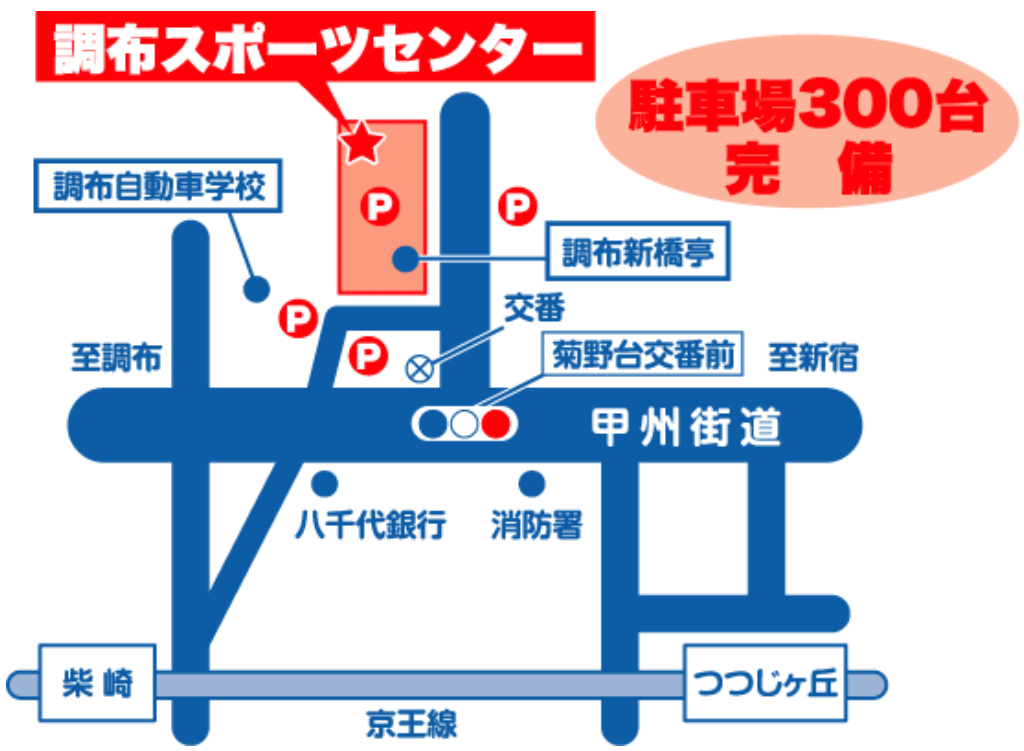 調布スポーツセンター
駐車場300台
完 備
調布自動車学校
P
P
調布新橋亭
P
交番
P
至調布
菊野台交番前
至新宿
甲州街道
八千代銀行
消防署
柴崎
つつじヶ丘
京王線